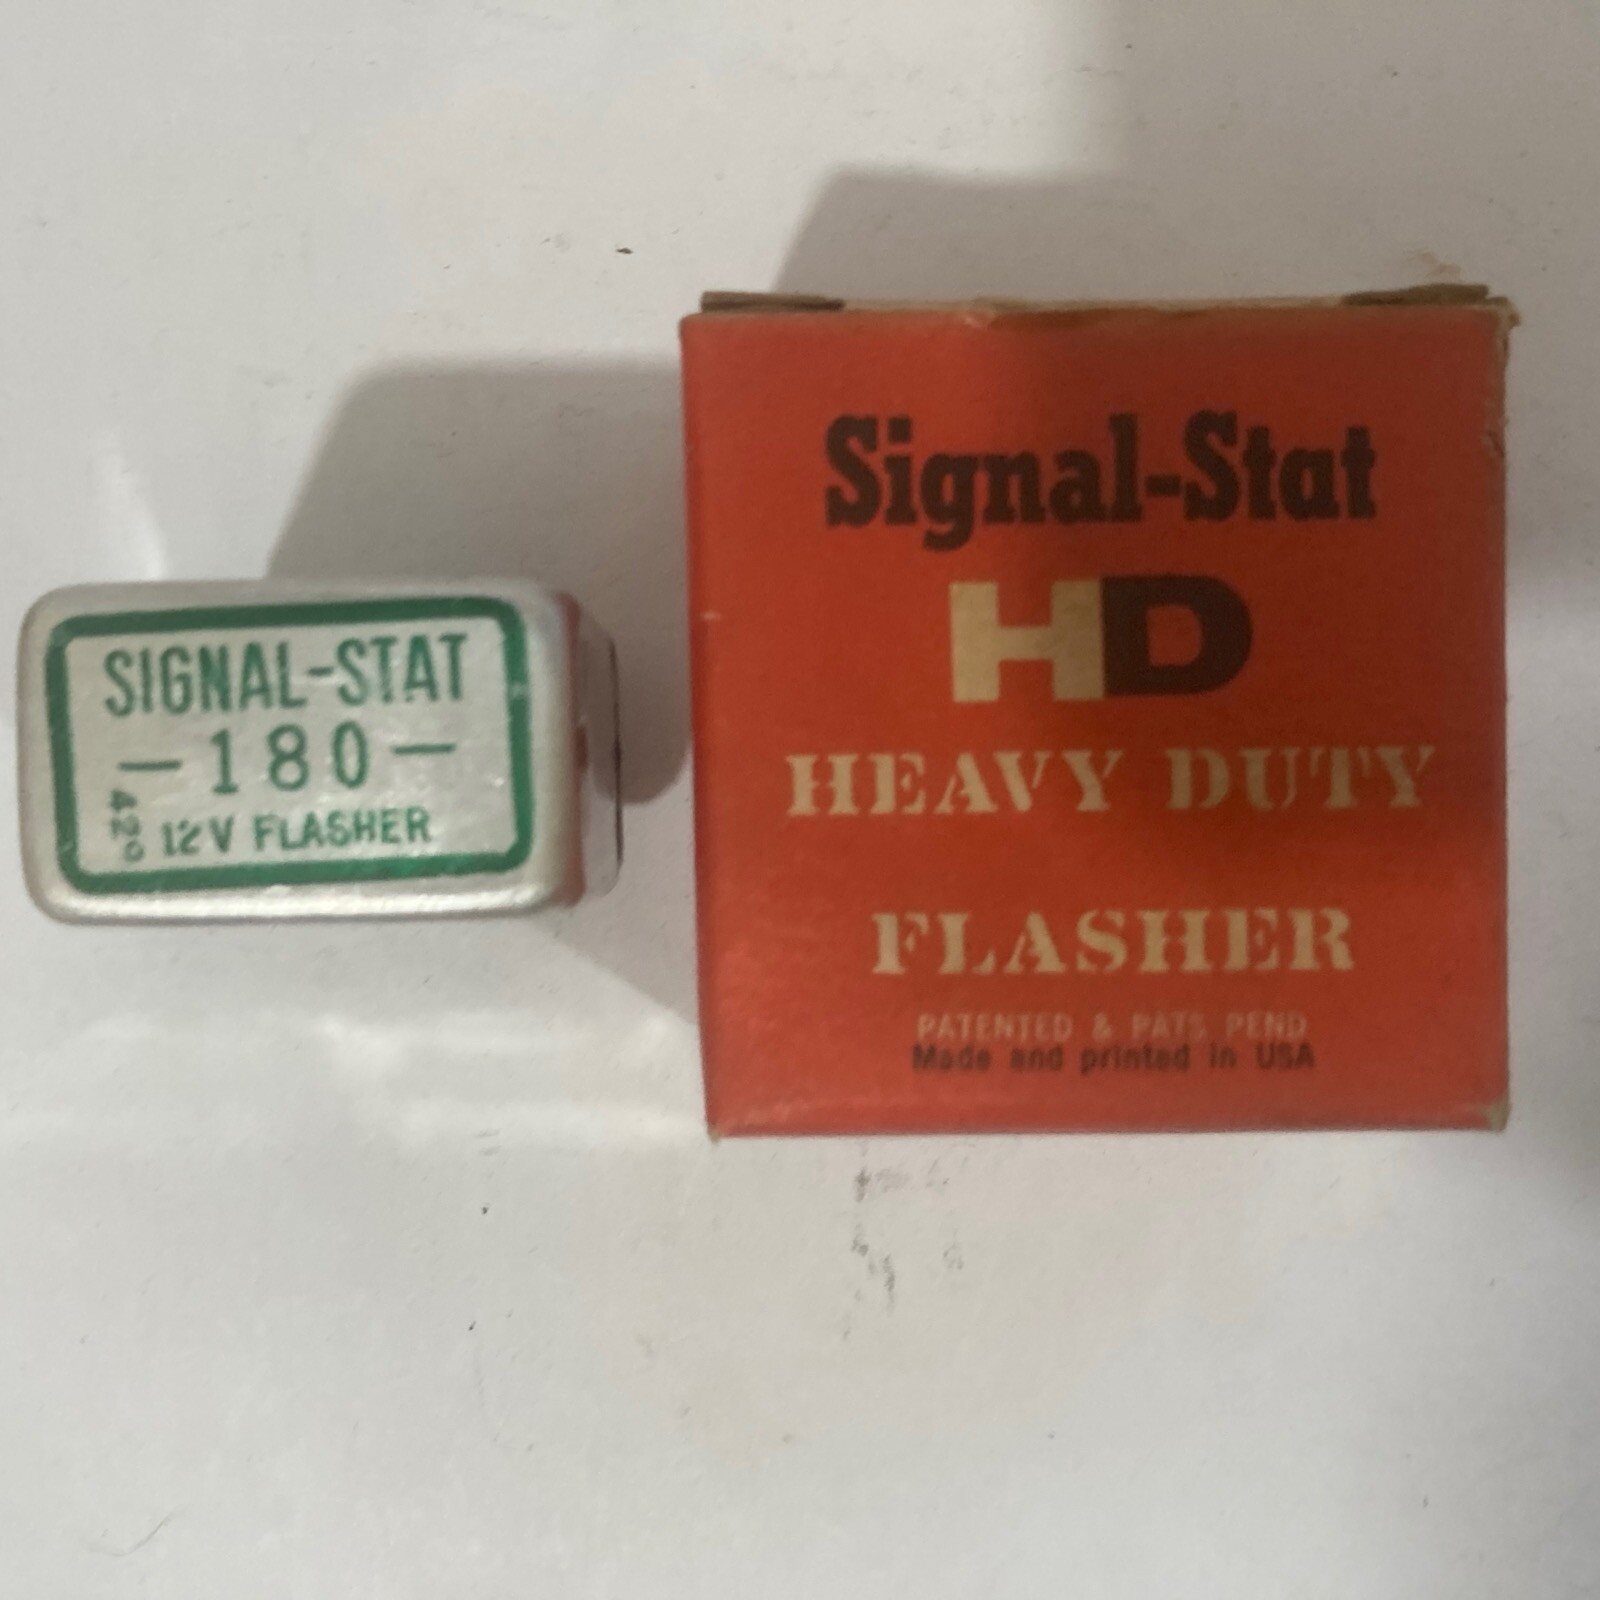 SIGNAL-STAT
-180-
420
12V FLASHER
Signal-Stat
HD
HEAVY DUTY
FLASHER
PATENTED & PATS PEND
Made and printed in USA